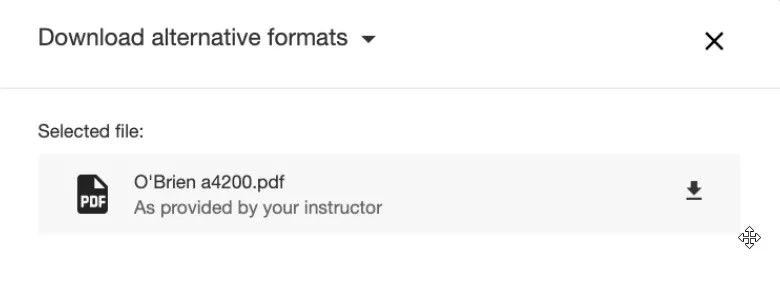 Download alternative formats
Selected file:
PDF
O'Brien a4200.pdf
As provided by your instructor